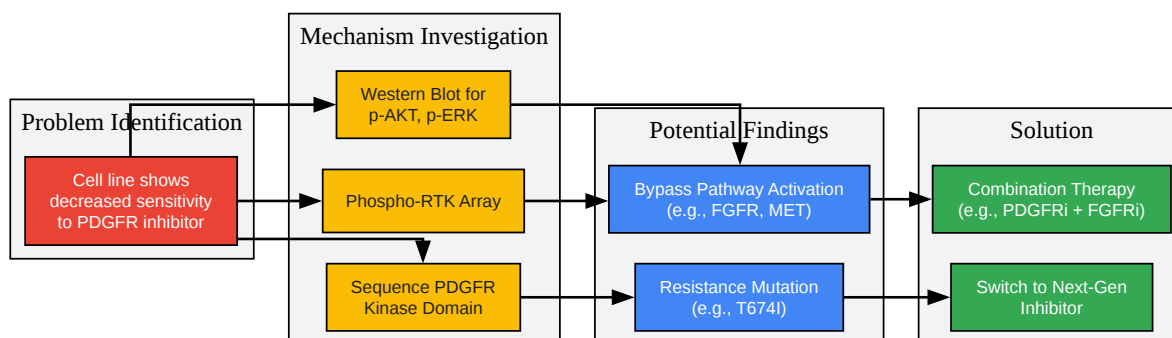 Problem Identification
Cell line shows
decreased sensitivity
to PDGFR inhibitor
Mechanism Investigation
Western Blot for
p-AKT, p-ERK
Phospho-RTK Array
Sequence PDGFR
Kinase Domain
Potential Findings
Bypass Pathway Activation
(e.g., FGFR, MET)
Resistance Mutation
(e.g., T674I)
Solution
Combination Therapy
(e.g., PDGFRi + FGFRi)
Switch to Next-Gen
Inhibitor